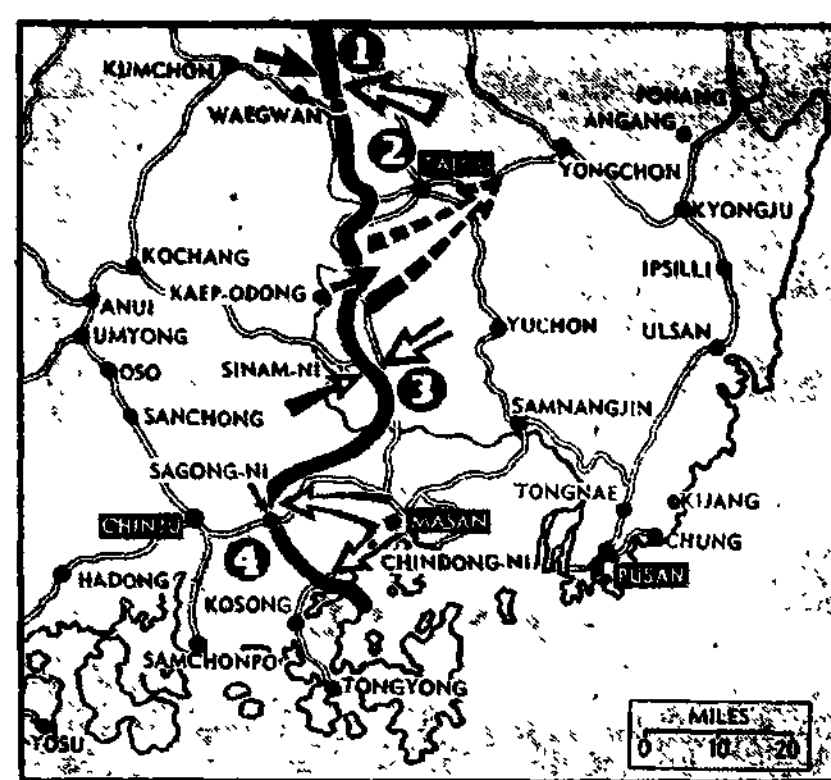 1
KUMCHON
WAEGWAN
ANGANG
2
YONGCHON
KYONGJU
KOCHANG
IPSILLI
KAEP-ODONG
ANUI
UMYONG
YUCHON
ULSAN
SINAM-NI
OSO
3
SANCHONG
SAMNANGJIN
SAGONG-NI
TONGNAE
KIJANG
CHINJU
MASAN
CHUNG
4
CHINDONG-NI
PUSAN
HADONG
KOSONG
SAMCHONPO
TONGYONG
MILES
YOSU
0 10 20